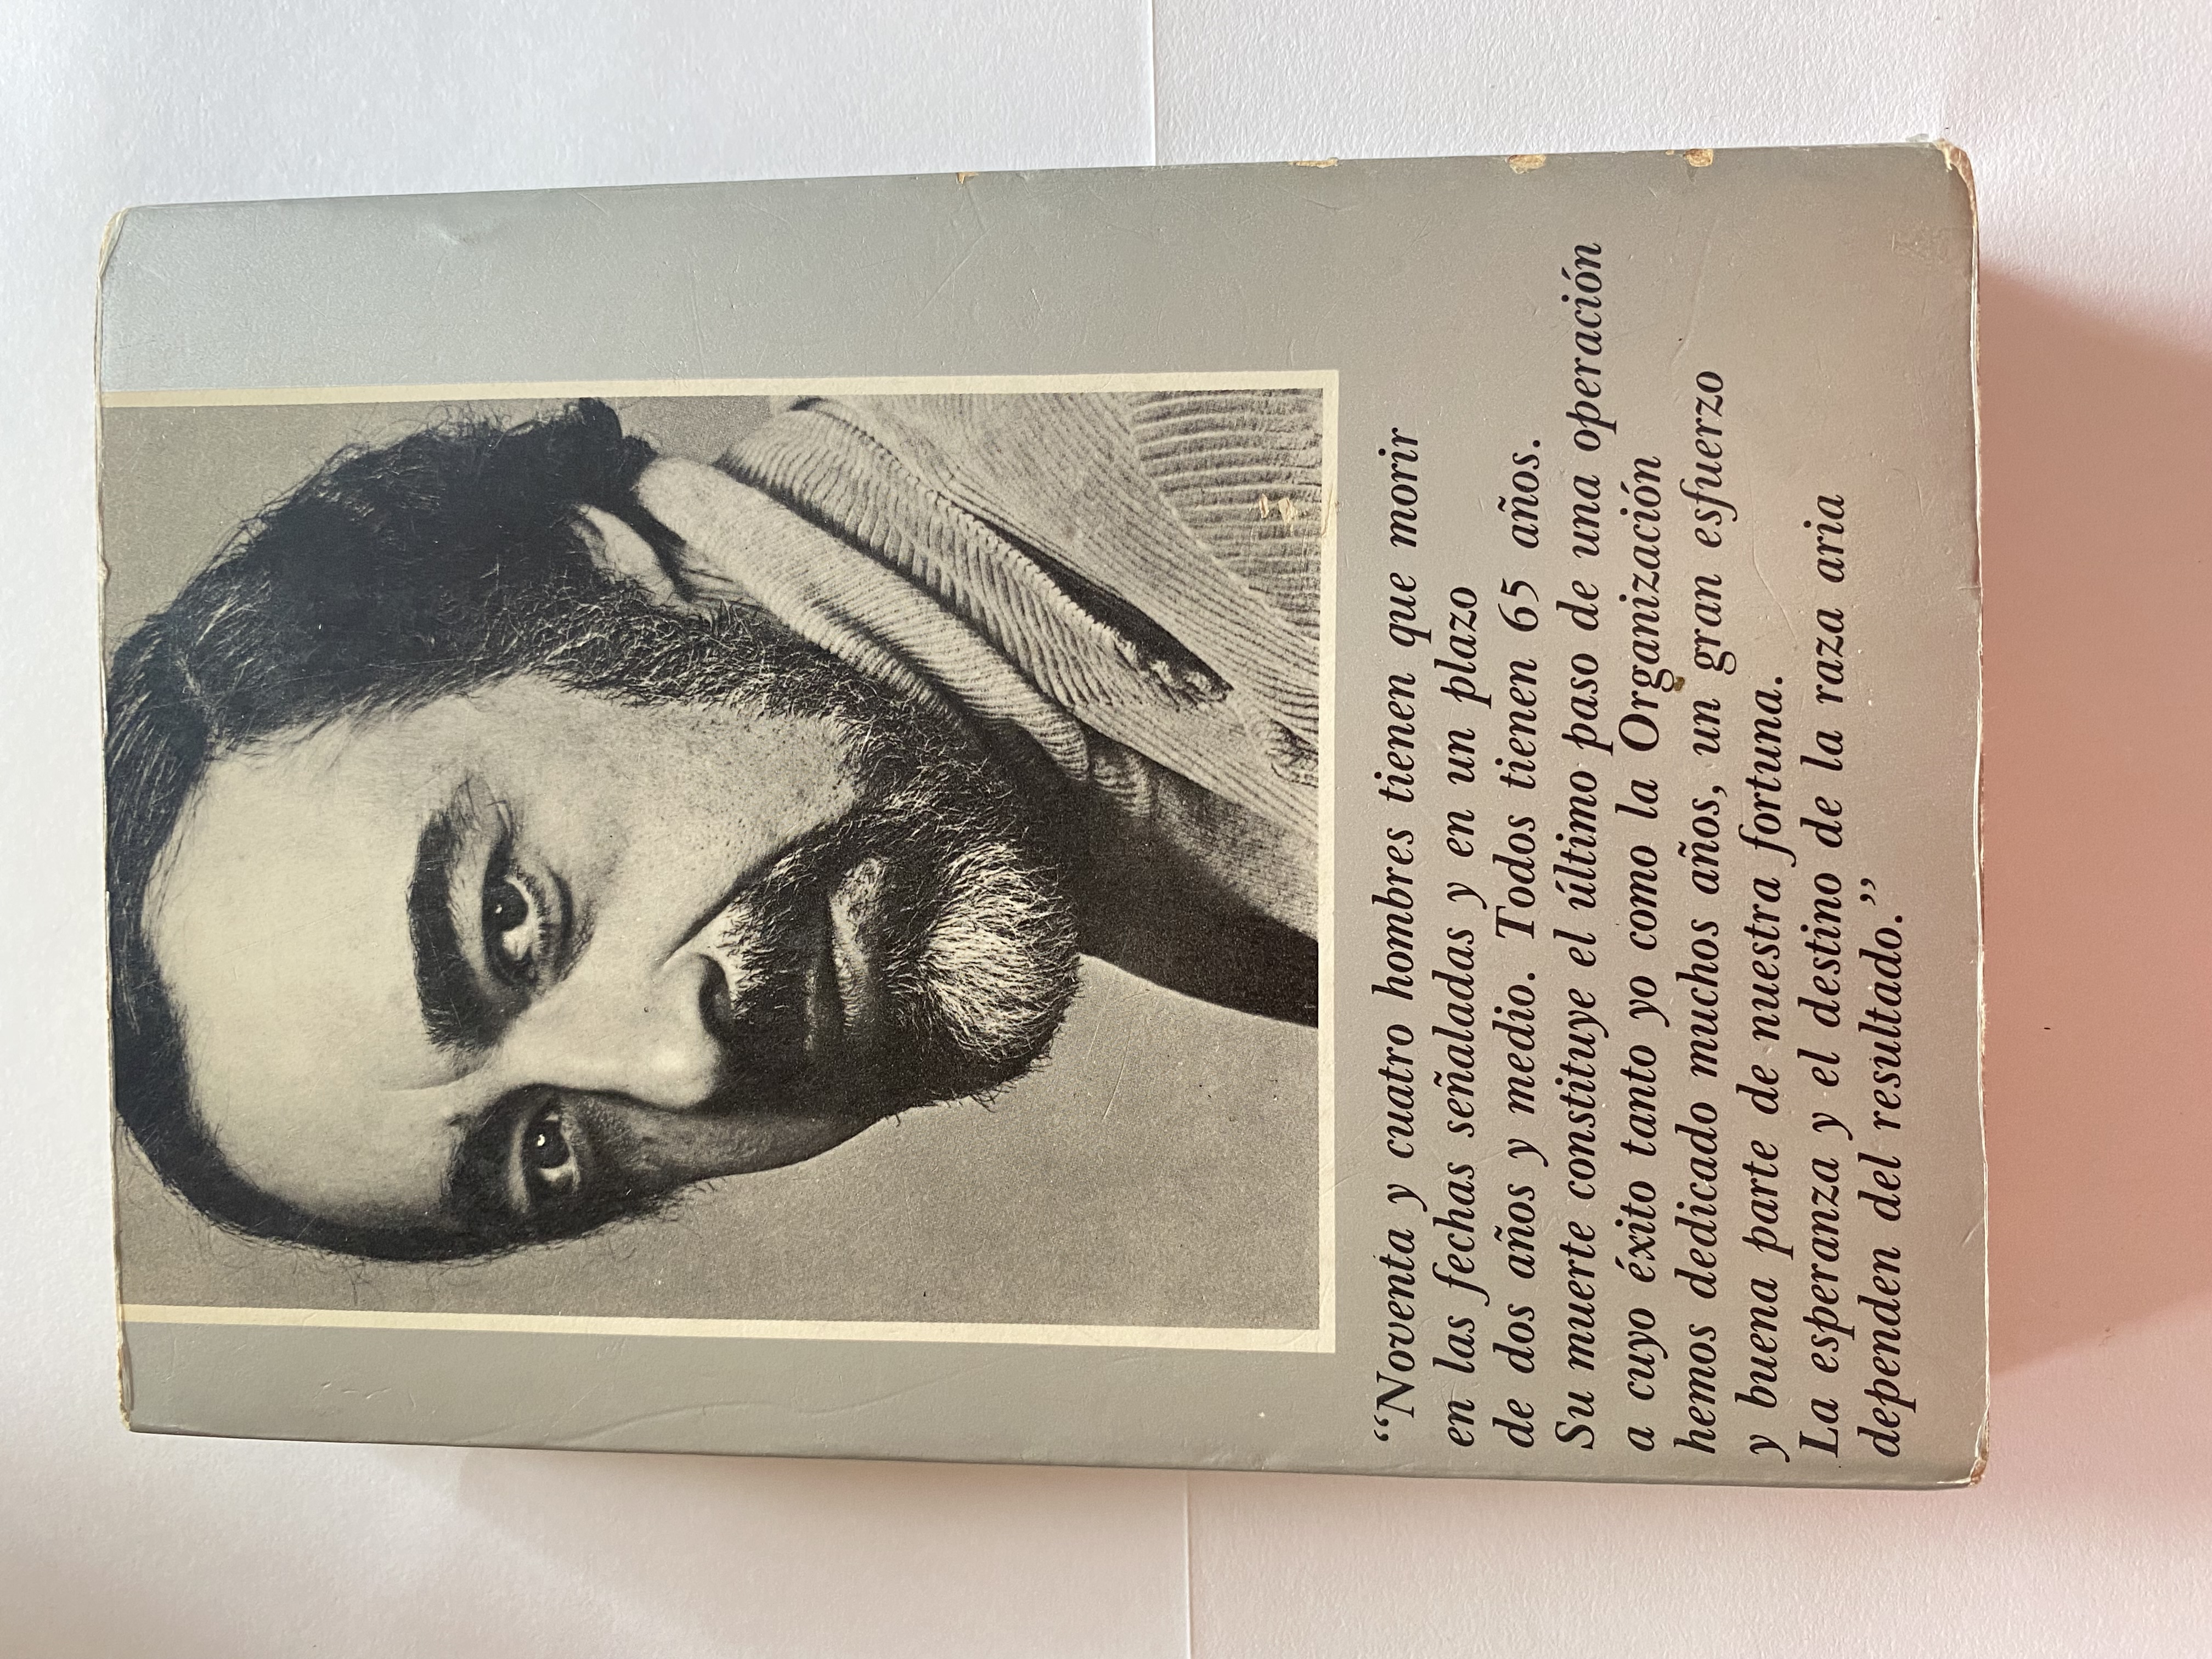 “Noventa y cuatro hombres tienen que morir
en las fechas señaladas y en un plazo
de dos años y medio. Todos tienen 65 años.
Su muerte constituye el último paso de una operación
a cuyo éxito tanto yo como la Organización
hemos dedicado muchos años, un gran esfuerzo
y buena parte de nuestra fortuna.
La esperanza y el destino de la raza aria
dependen del resultado.”